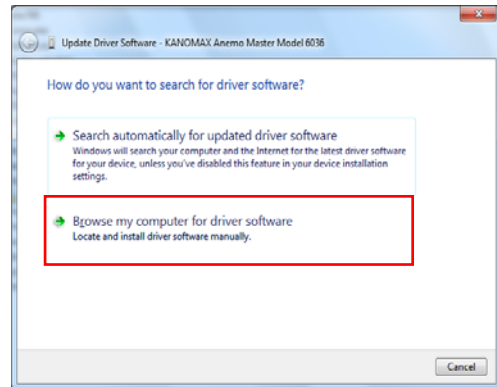 Update Driver Software - KANOMAX Anemo Master Model 6036
How do you want to search for driver software?
Search automatically for updated driver software
Windows will search your computer and the Internet for the latest driver software
for your device, unless you've disabled this feature in your device installation
settings.
Browse my computer for driver software
Locate and install driver software manually.
Cancel